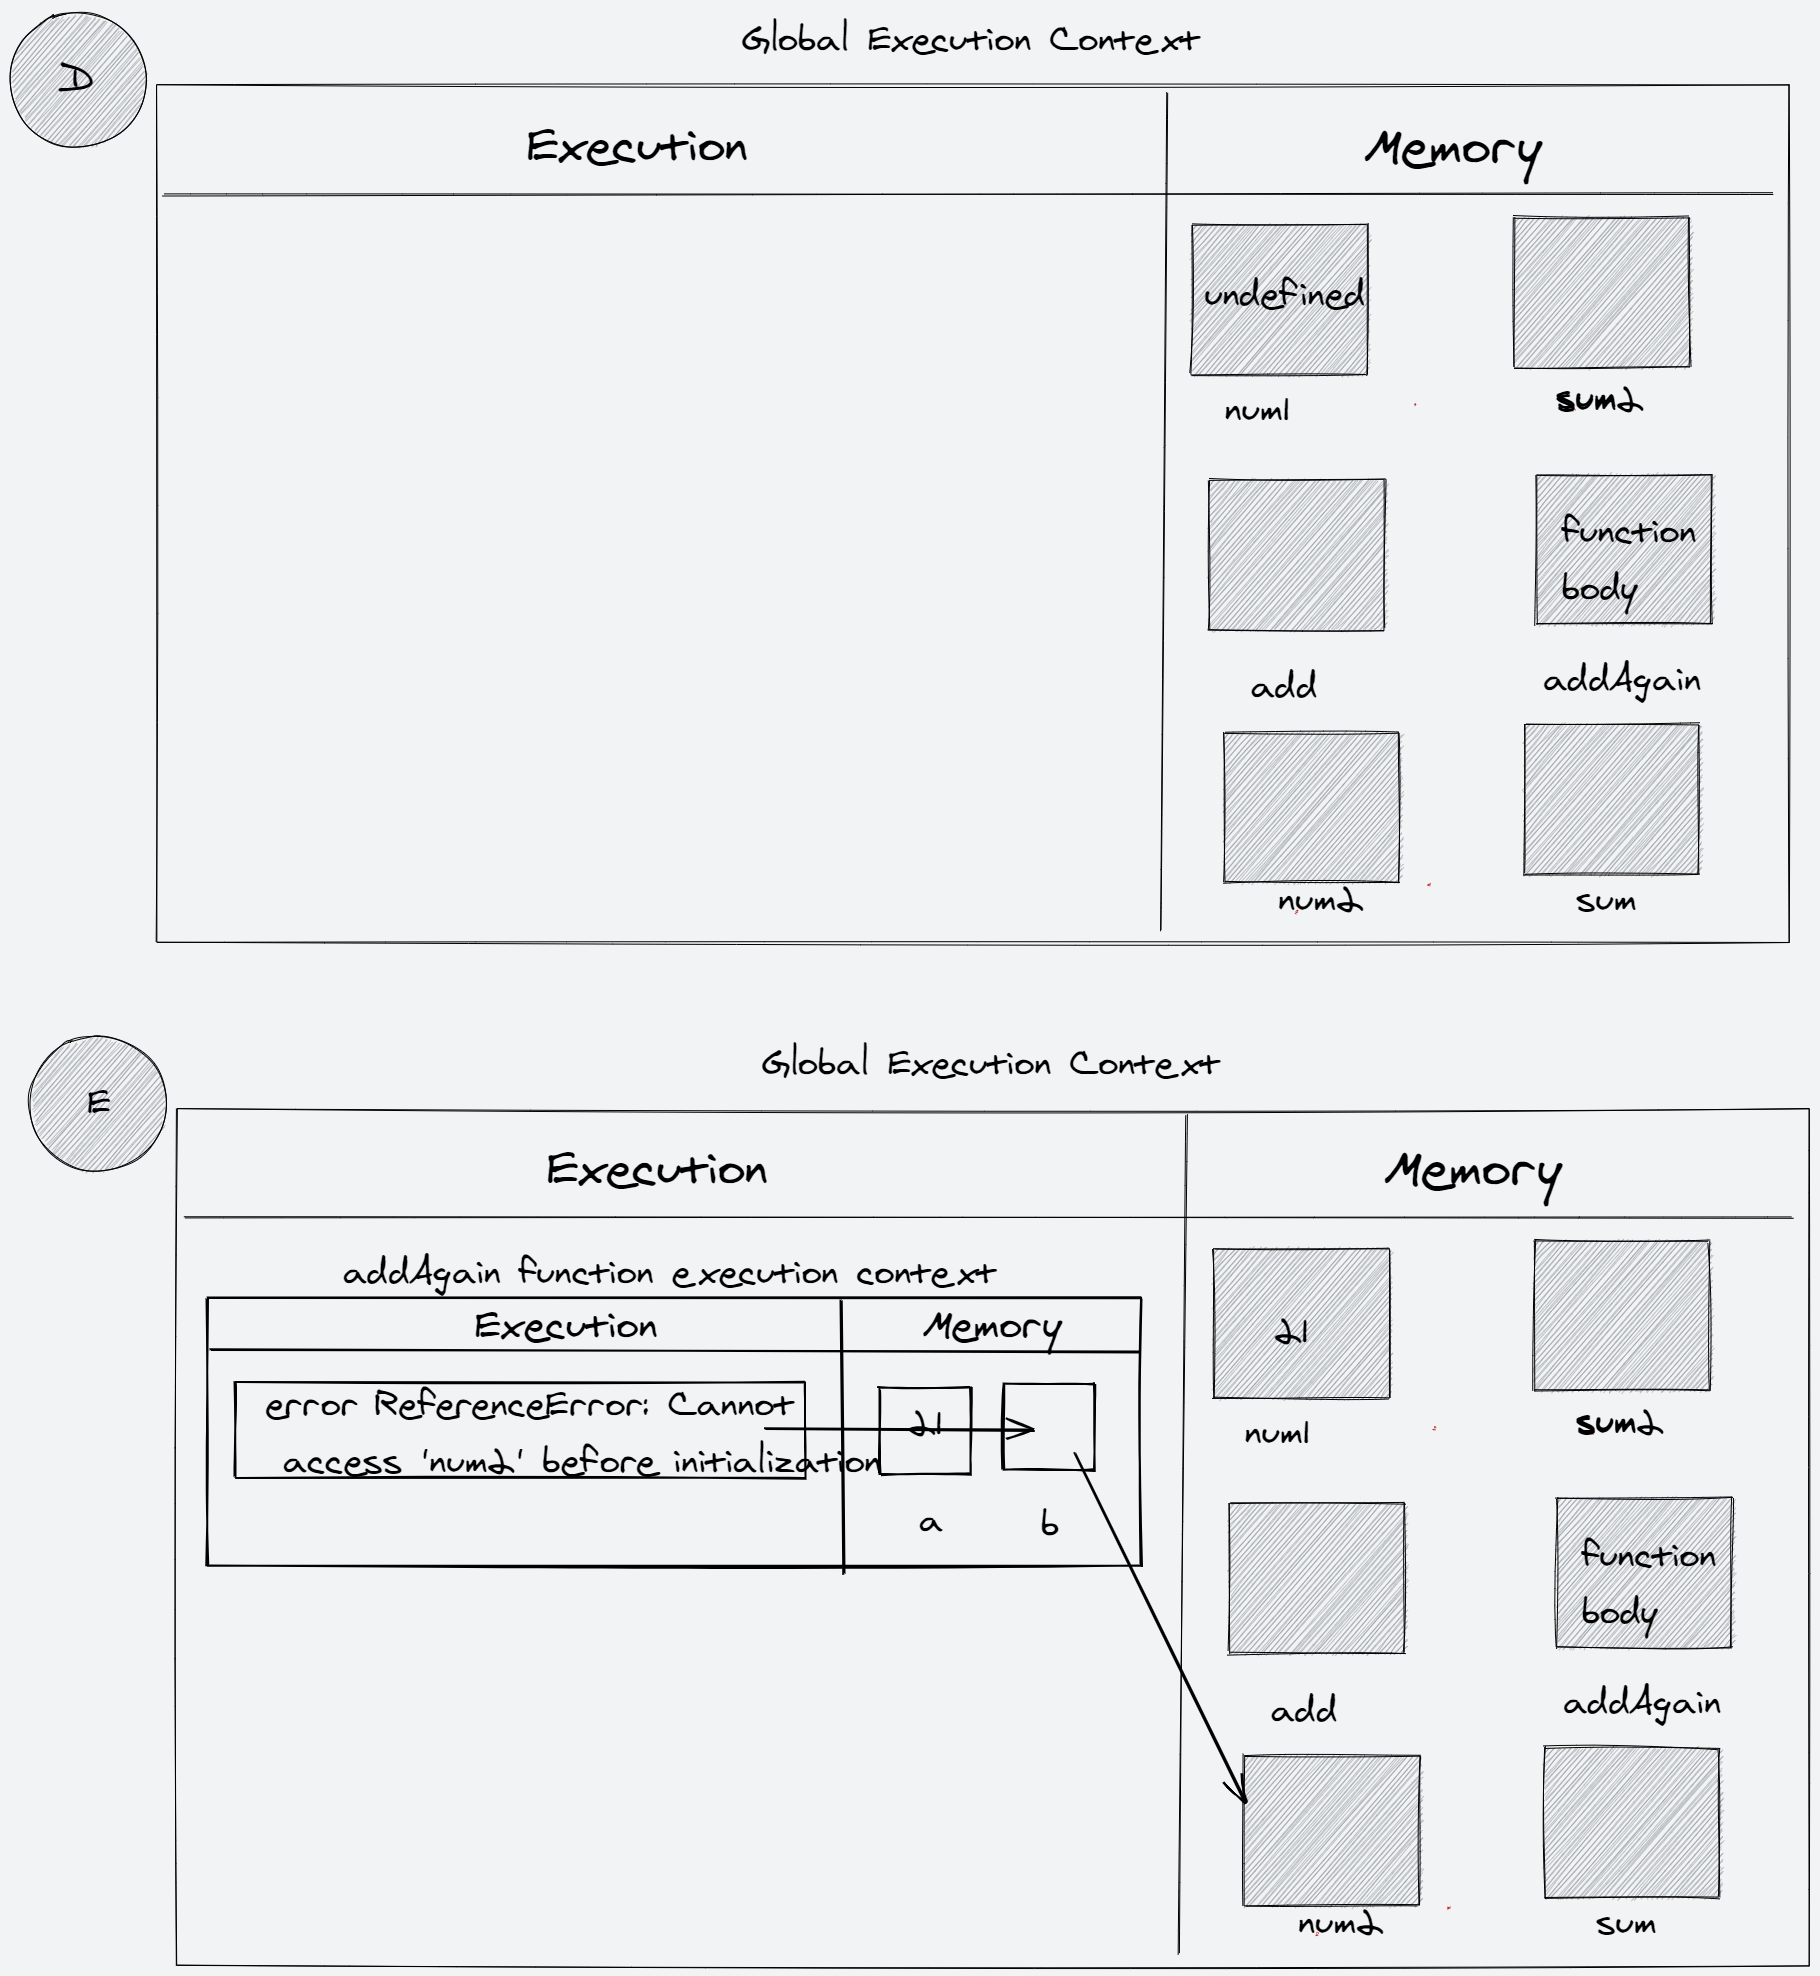 D
Global Execution Context
Execution
Memory
undefined
num1
sum2
function
body
add
addAgain
num2
sum
E
Global Execution Context
Execution
Memory
addAgain function execution context
Execution
Memory
error ReferenceError: Cannot
access 'num2' before initialization
21
a
b
21
num1
sum2
function
body
add
addAgain
num2
sum